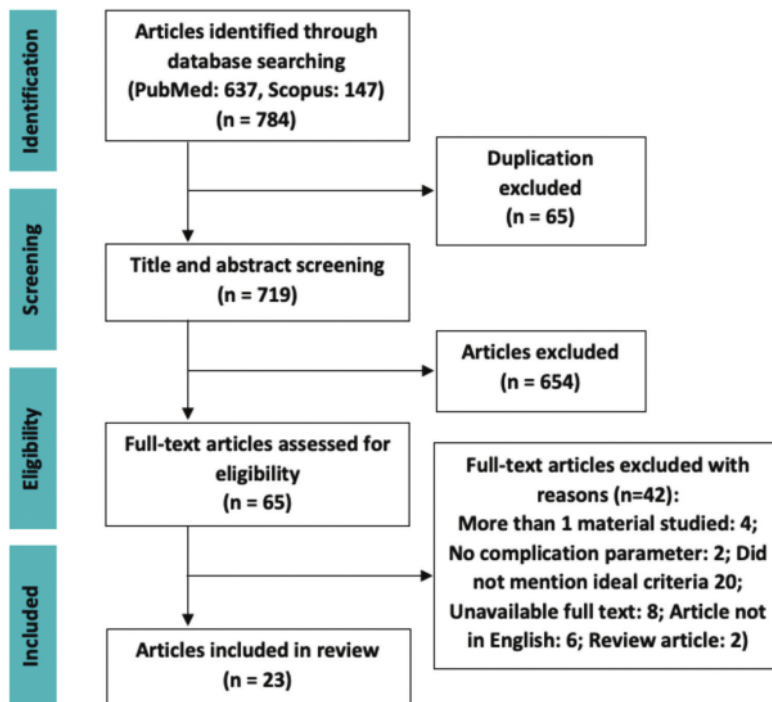 Identification
Articles identified through
database searching
(PubMed: 637, Scopus: 147)
(n = 784)
Duplication
excluded
(n = 65)
Screening
Title and abstract screening
(n = 719)
Articles excluded
(n = 654)
Eligibility
Full-text articles assessed for
eligibility
(n = 65)
Full-text articles excluded with
reasons (n=42):
More than 1 material studied: 4;
No complication parameter: 2; Did
not mention ideal criteria 20;
Unavailable full text: 8; Article not
in English: 6; Review article: 2)
Included
Articles included in review
(n = 23)